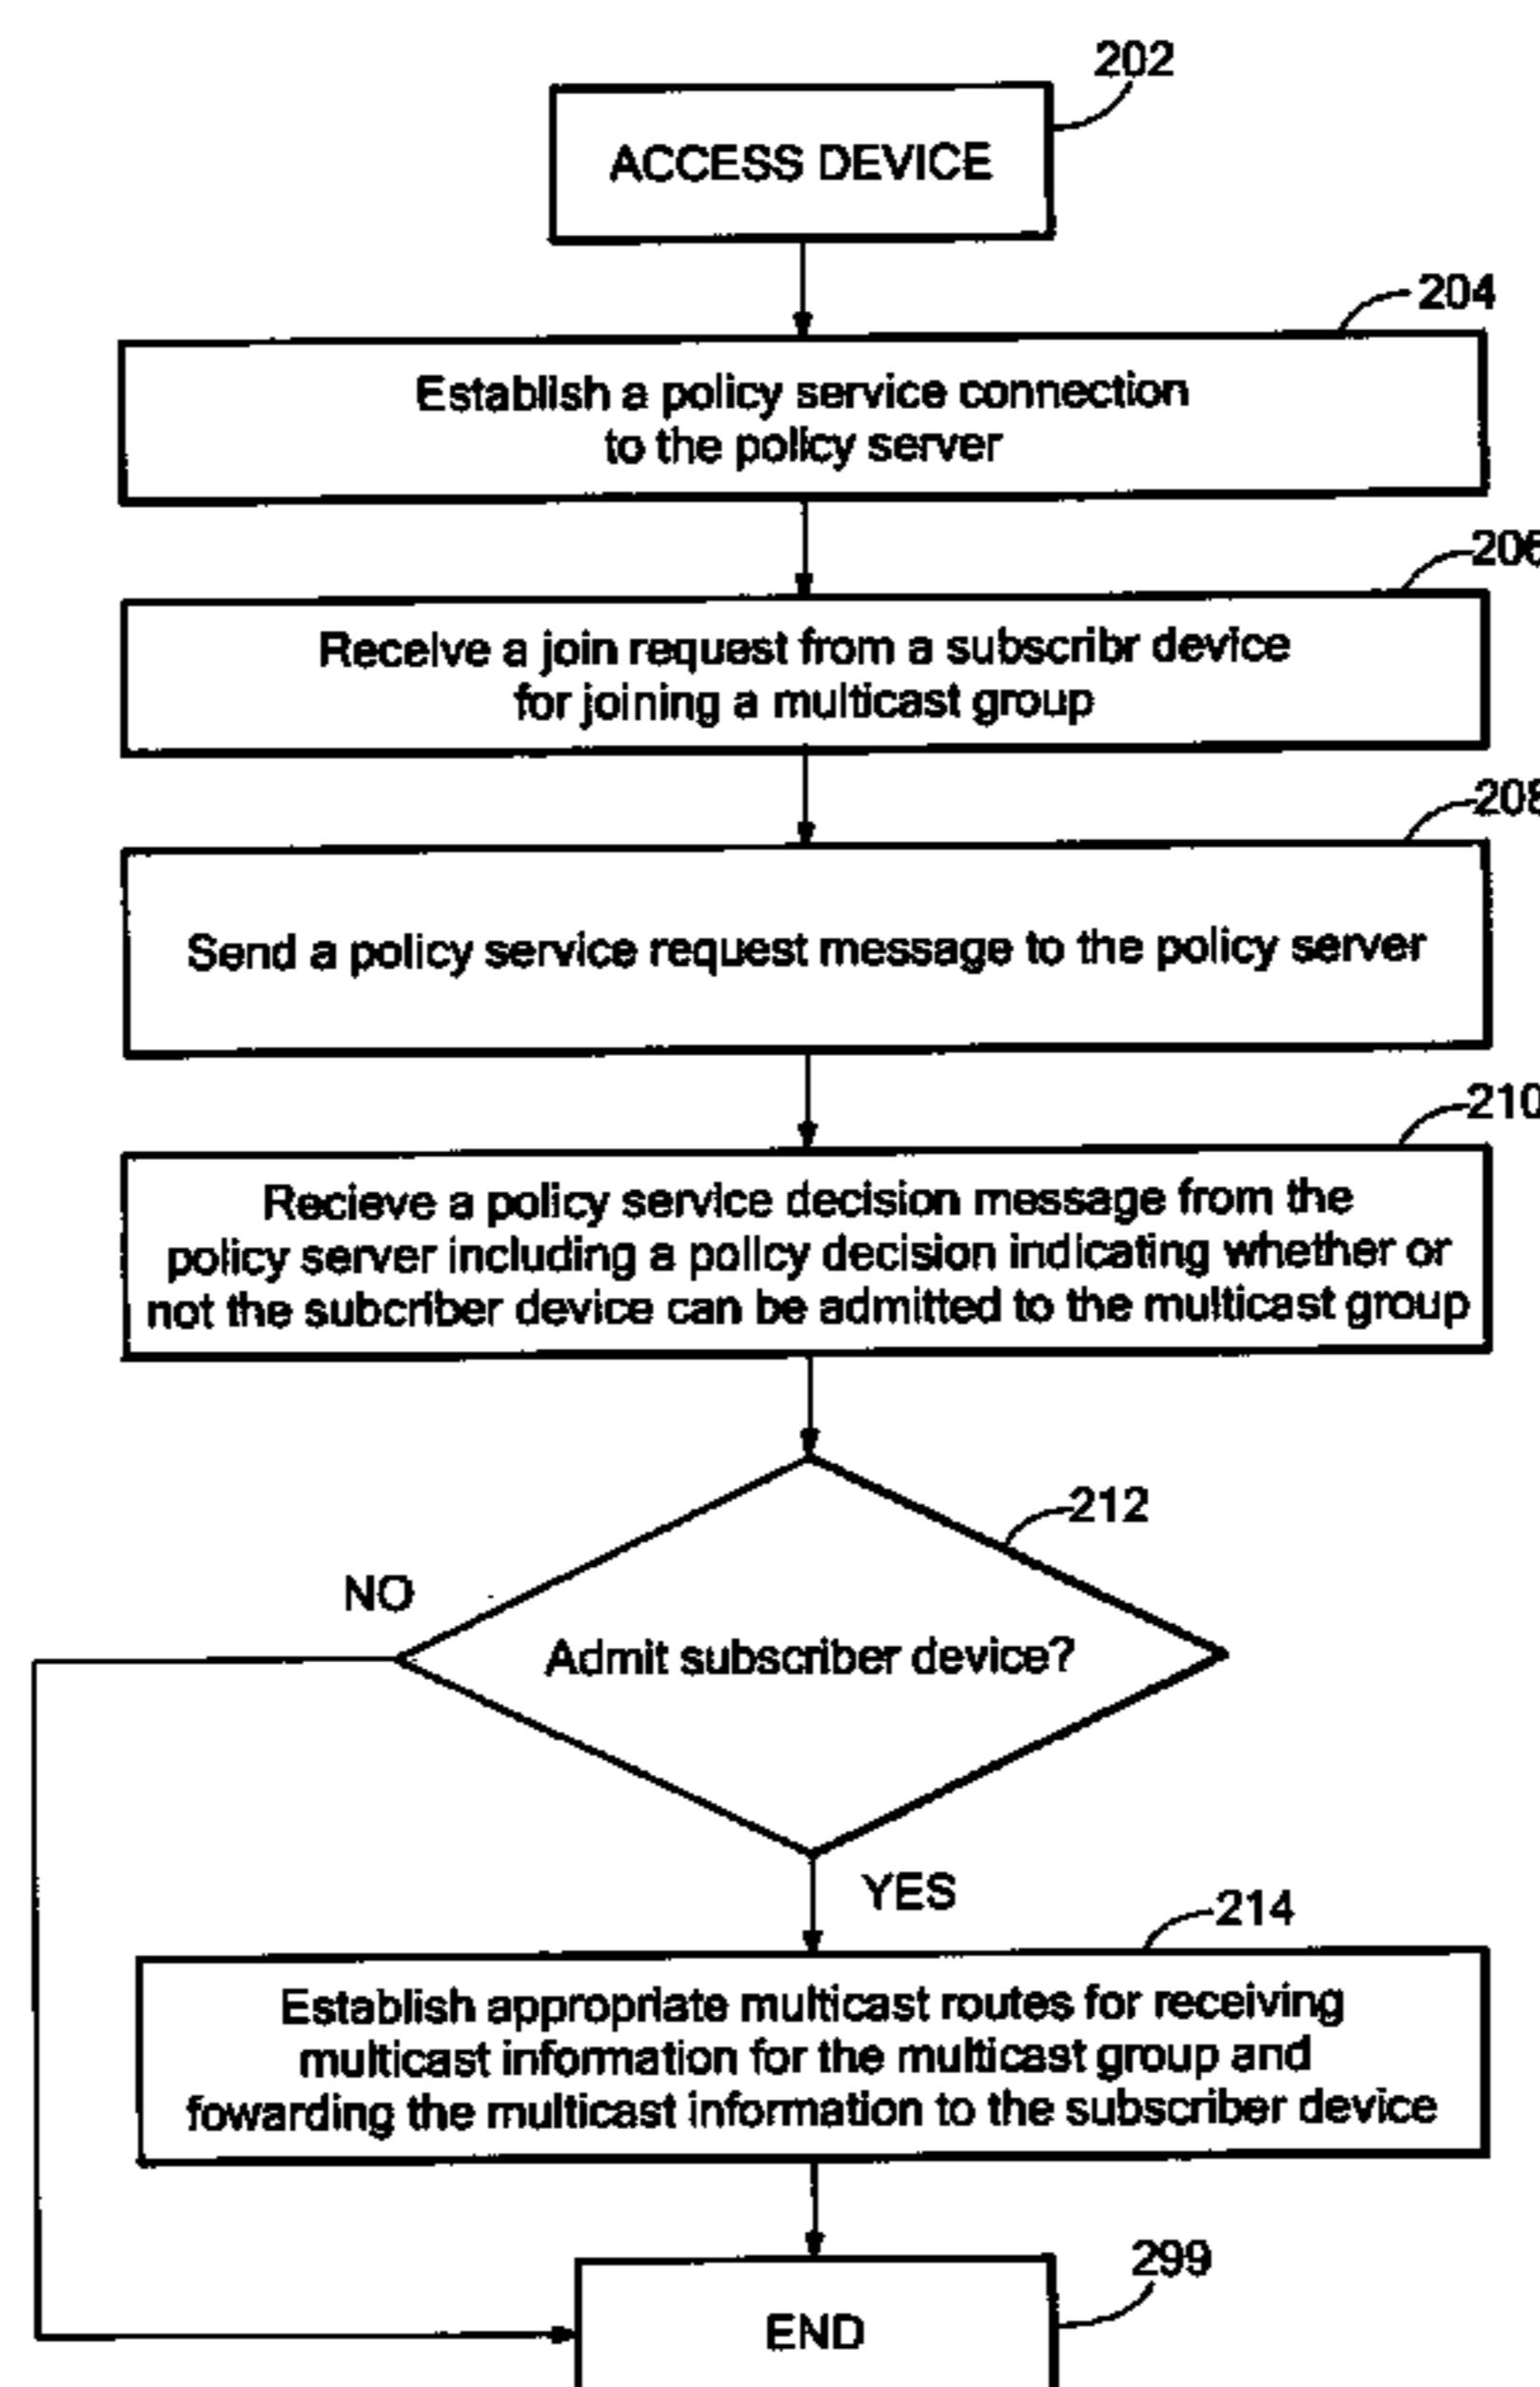 202
ACCESS DEVICE
204
Establish a policy service connection
to the policy server
206
Receive a join request from a subscribr device
for joining a multicast group
208
Send a policy service request message to the policy server
210
Recieve a policy service decision message from the
policy server including a policy decision indicating whether or
not the subcriber device can be admitted to the multicast group
212
NO
Admit subscriber device?
YES
214
Establish appropriate multicast routes for receiving
multicast information for the multicast group and
fowarding the multicast information to the subscriber device
299
END